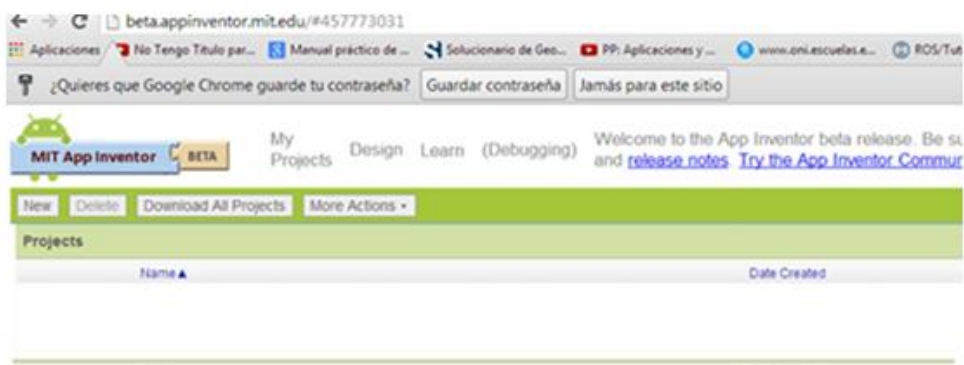 beta.appinventor.mit.edu/#457773031
Aplicaciones No Tengo Titulo par... Manual práctico de ... Solucionario de Geo... PP: Aplicaciones y ... www.oni.escuelas.e... ROS/Tut
¿Quieres que Google Chrome guarde tu contraseña? Guardar contraseña Jamás para este sitio
MIT App Inventor BETA
My Projects Design Learn (Debugging)
Welcome to the App Inventor beta release. Be su
and release notes. Try the App Inventor Commun
New Delete Download All Projects More Actions
Projects
Name Date Created